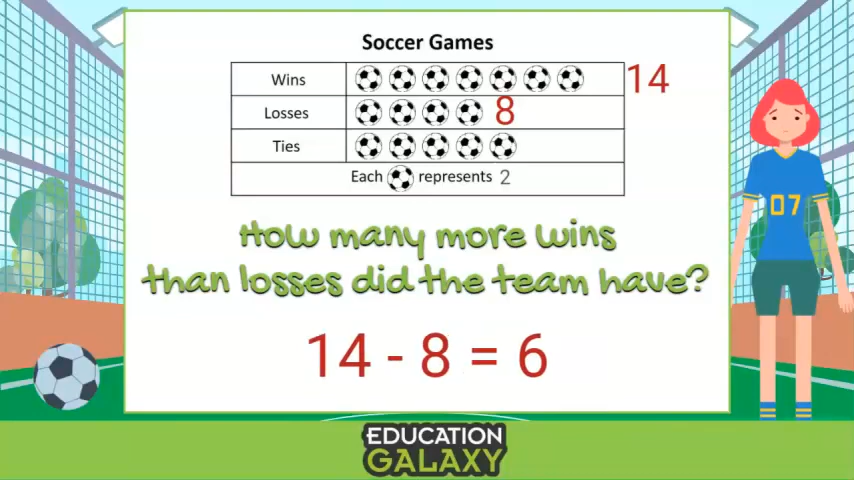 Soccer Games
Wins 14
Losses 8
Ties
Each represents 2
How many more wins
than losses did the team have?
14 - 8 = 6
07
EDUCATION
GALAXY